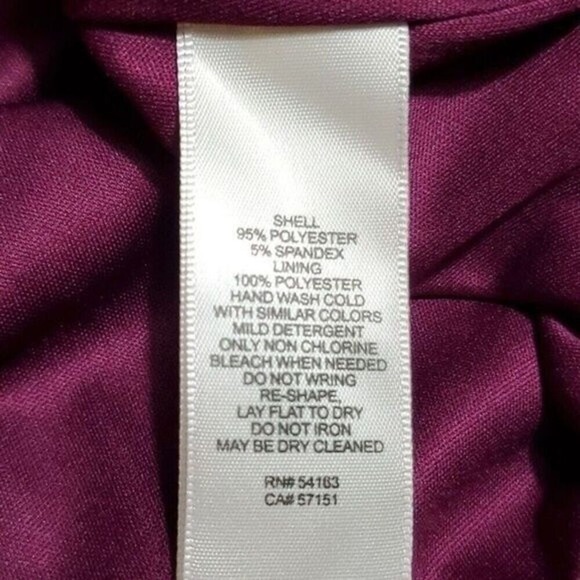 SHELL
95% POLYESTER
5% SPANDEX
LINING
100% POLYESTER
HAND WASH COLD
WITH SIMILAR COLORS
MILD DETERGENT
ONLY NON CHLORINE
BLEACH WHEN NEEDED
DO NOT WRING
RE-SHAPE,
LAY FLAT TO DRY
DO NOT IRON
MAY BE DRY CLEANED
RN# 54163
CA# 57151